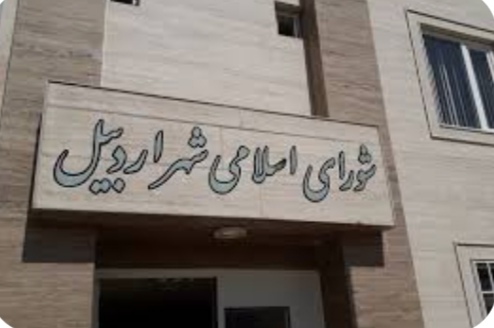 شورای اسلامی شهر اردبیل